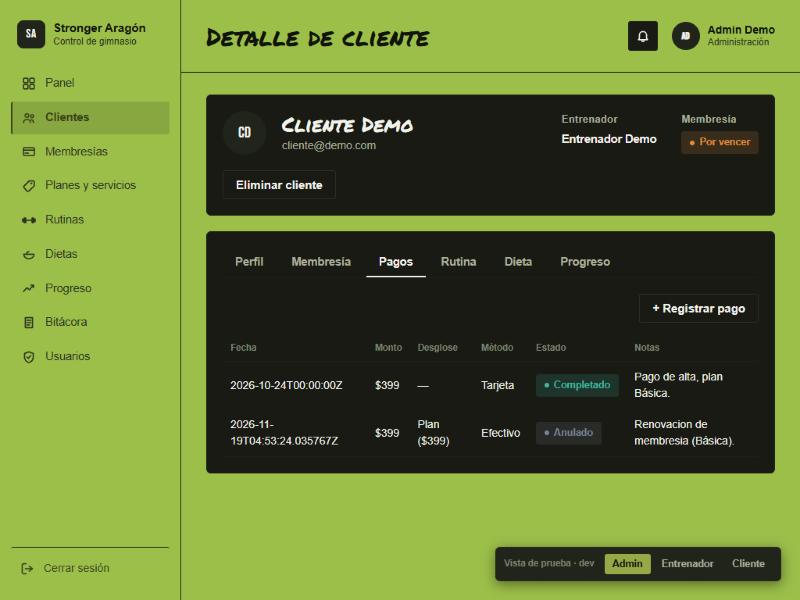 SA
Stronger Aragón
Control de gimnasio
Panel
Clientes
Membresías
Planes y servicios
Rutinas
Dietas
Progreso
Bitácora
Usuarios
Cerrar sesión
Detalle de cliente
AD
Admin Demo
Administración
CD
Cliente Demo
cliente@demo.com
Entrenador
Entrenador Demo
Membresía
Por vencer
Eliminar cliente
Perfil Membresía Pagos Rutina Dieta Progreso
+ Registrar pago
Fecha Monto Desglose Método Estado Notas
2026-10-24T00:00:00Z $399 — Tarjeta Completado Pago de alta, plan
Básica.
2026-11-
19T04:53:24.035767Z
$399
Plan
($399)
Efectivo
Anulado
Renovacion de
membresia (Básica).
Vista de prueba · dev Admin Entrenador Cliente